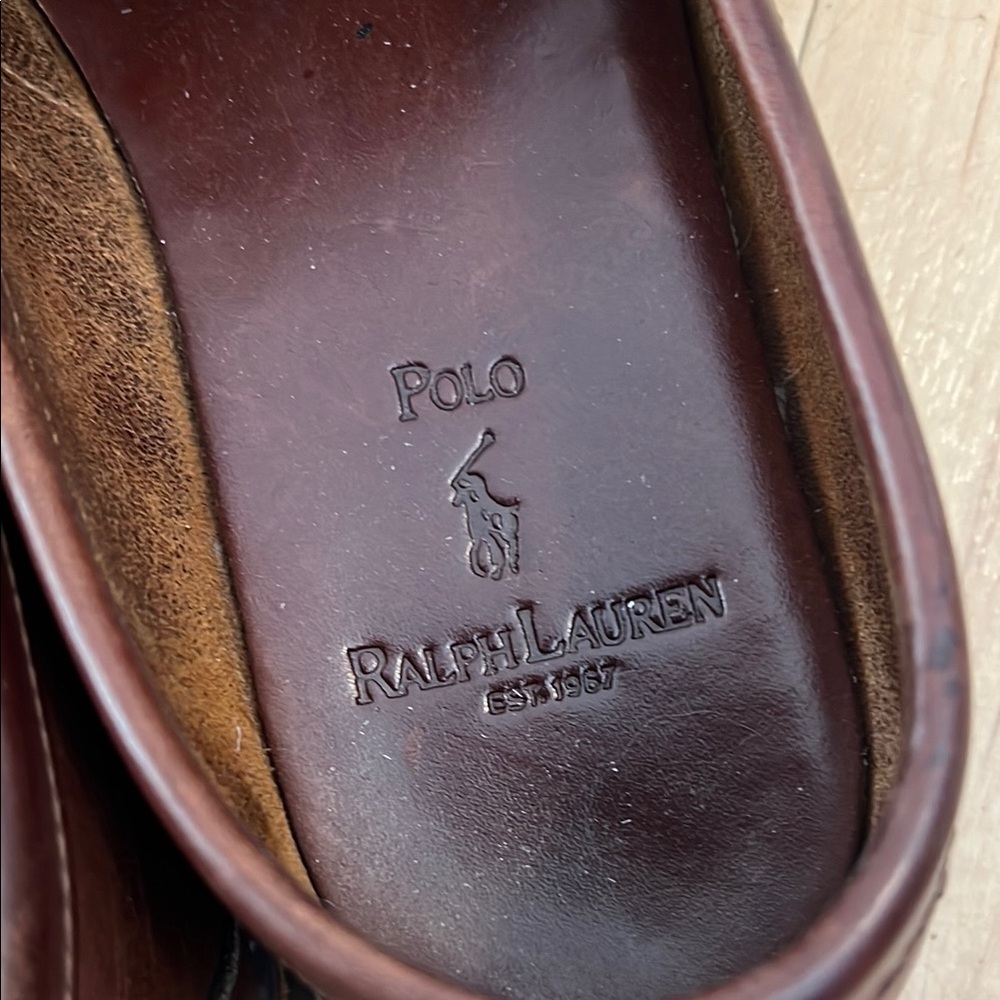 POLO
RALPH LAUREN
EST. 1967